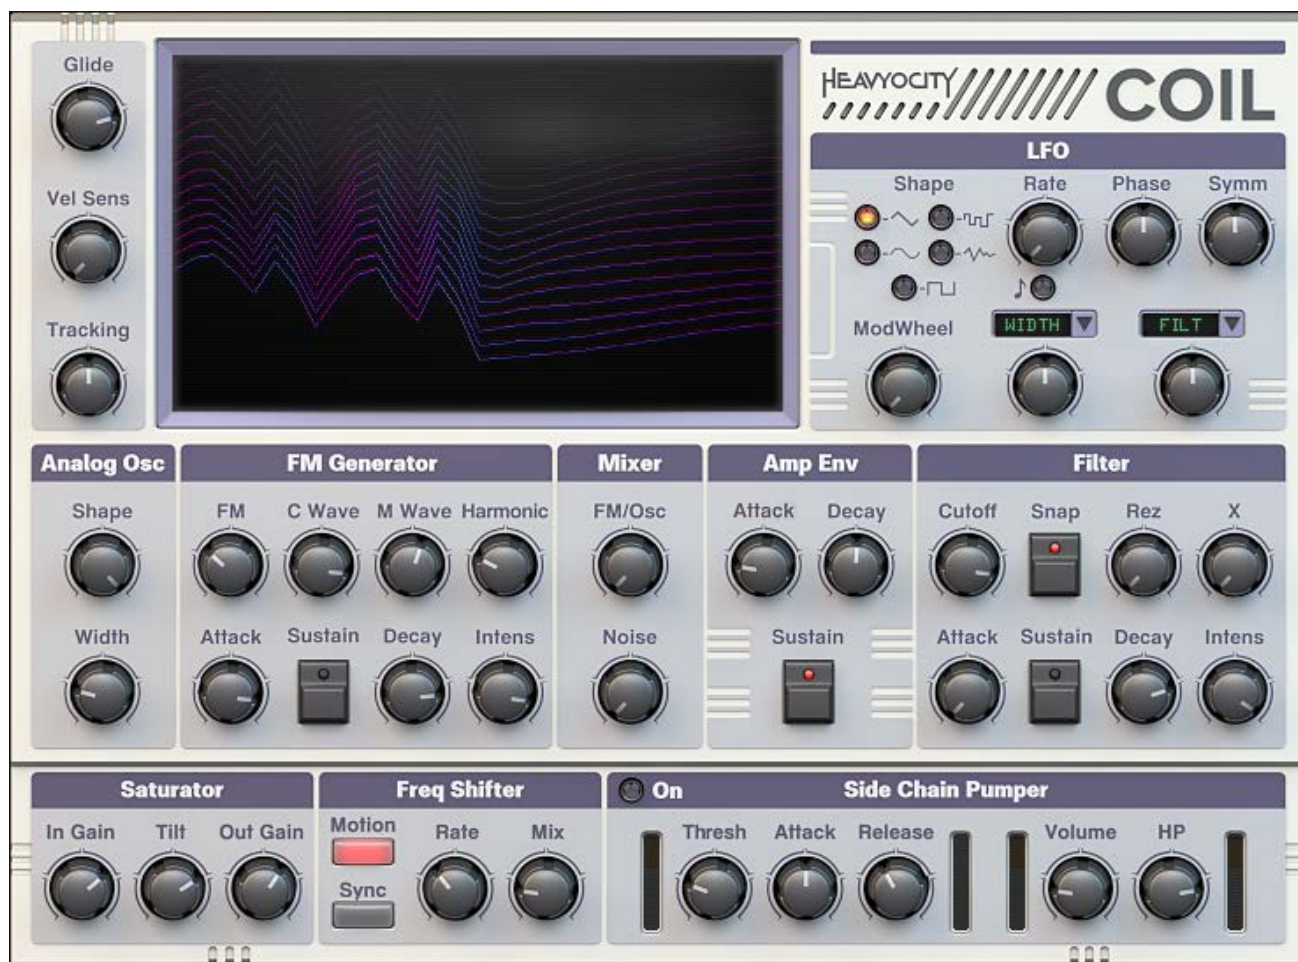 Glide
Vel Sens
Tracking
HEAVYOCITY COIL
LFO
Shape Rate Phase Symm
ModWheel WIDTH FILT
Analog Osc FM Generator Mixer Amp Env Filter
Shape FM C Wave M Wave Harmonic FM/Osc Attack Decay Cutoff Snap Rez X
Width Attack Sustain Decay Intens Noise Sustain Attack Sustain Decay Intens
Saturator Freq Shifter On Side Chain Pumper
In Gain Tilt Out Gain Motion Rate Mix Thresh Attack Release Volume HP
Sync